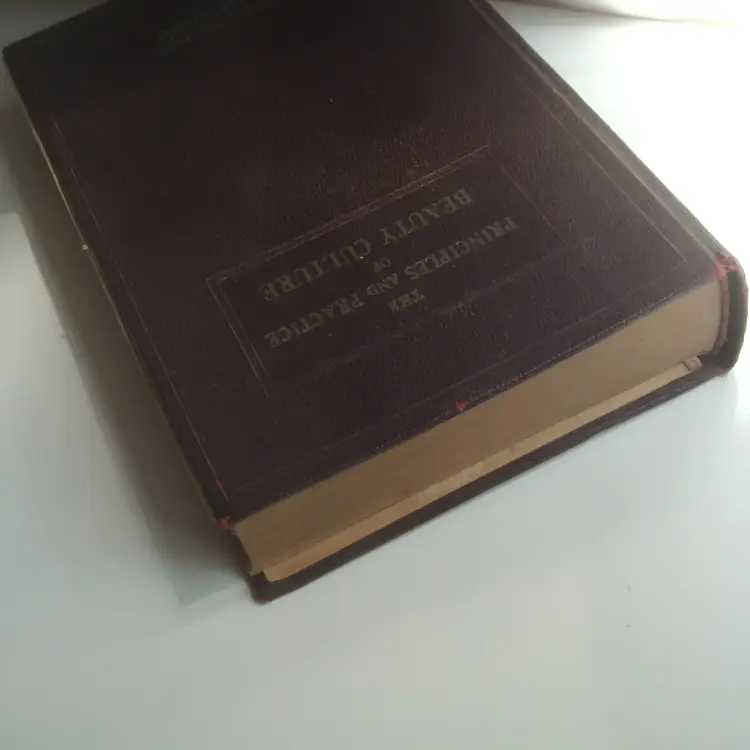 THE
PRINCIPLES AND PRACTICE
OF
BEAUTY CULTURE